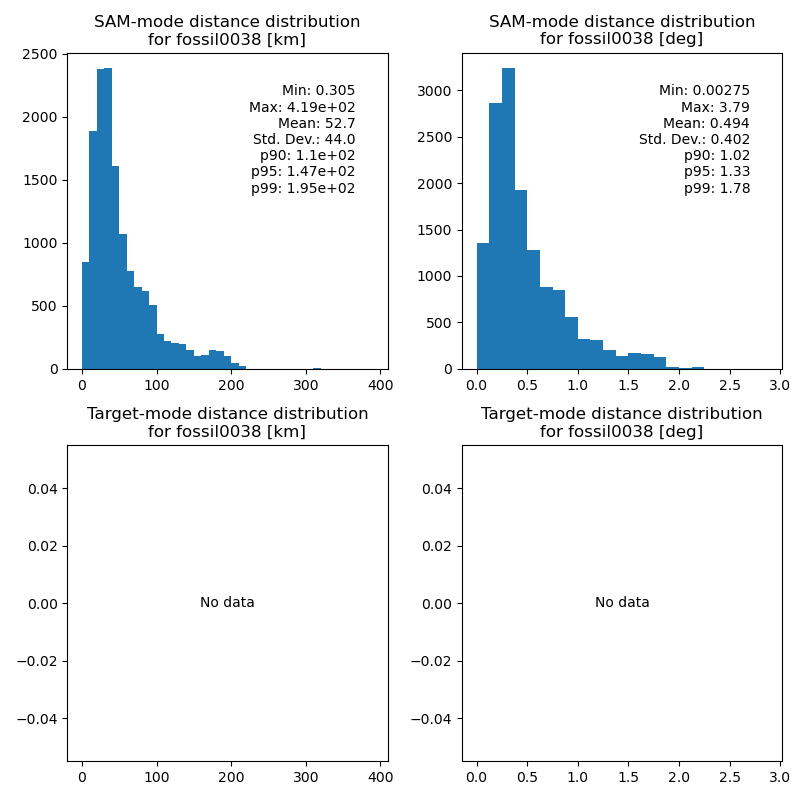 SAM-mode distance distribution
for fossil0038 [km]
2500
2000
1500
1000
500
0
Min: 0.305
Max: 4.19e+02
Mean: 52.7
Std. Dev.: 44.0
p90: 1.1e+02
p95: 1.47e+02
p99: 1.95e+02
0 100 200 300 400
SAM-mode distance distribution
for fossil0038 [deg]
3000
2500
2000
1500
1000
500
0
Min: 0.00275
Max: 3.79
Mean: 0.494
Std. Dev.: 0.402
p90: 1.02
p95: 1.33
p99: 1.78
0.0 0.5 1.0 1.5 2.0 2.5 3.0
Target-mode distance distribution
for fossil0038 [km]
0.04
0.02
0.00
−0.02
−0.04
No data
0 100 200 300 400
Target-mode distance distribution
for fossil0038 [deg]
0.04
0.02
0.00
−0.02
−0.04
No data
0.0 0.5 1.0 1.5 2.0 2.5 3.0